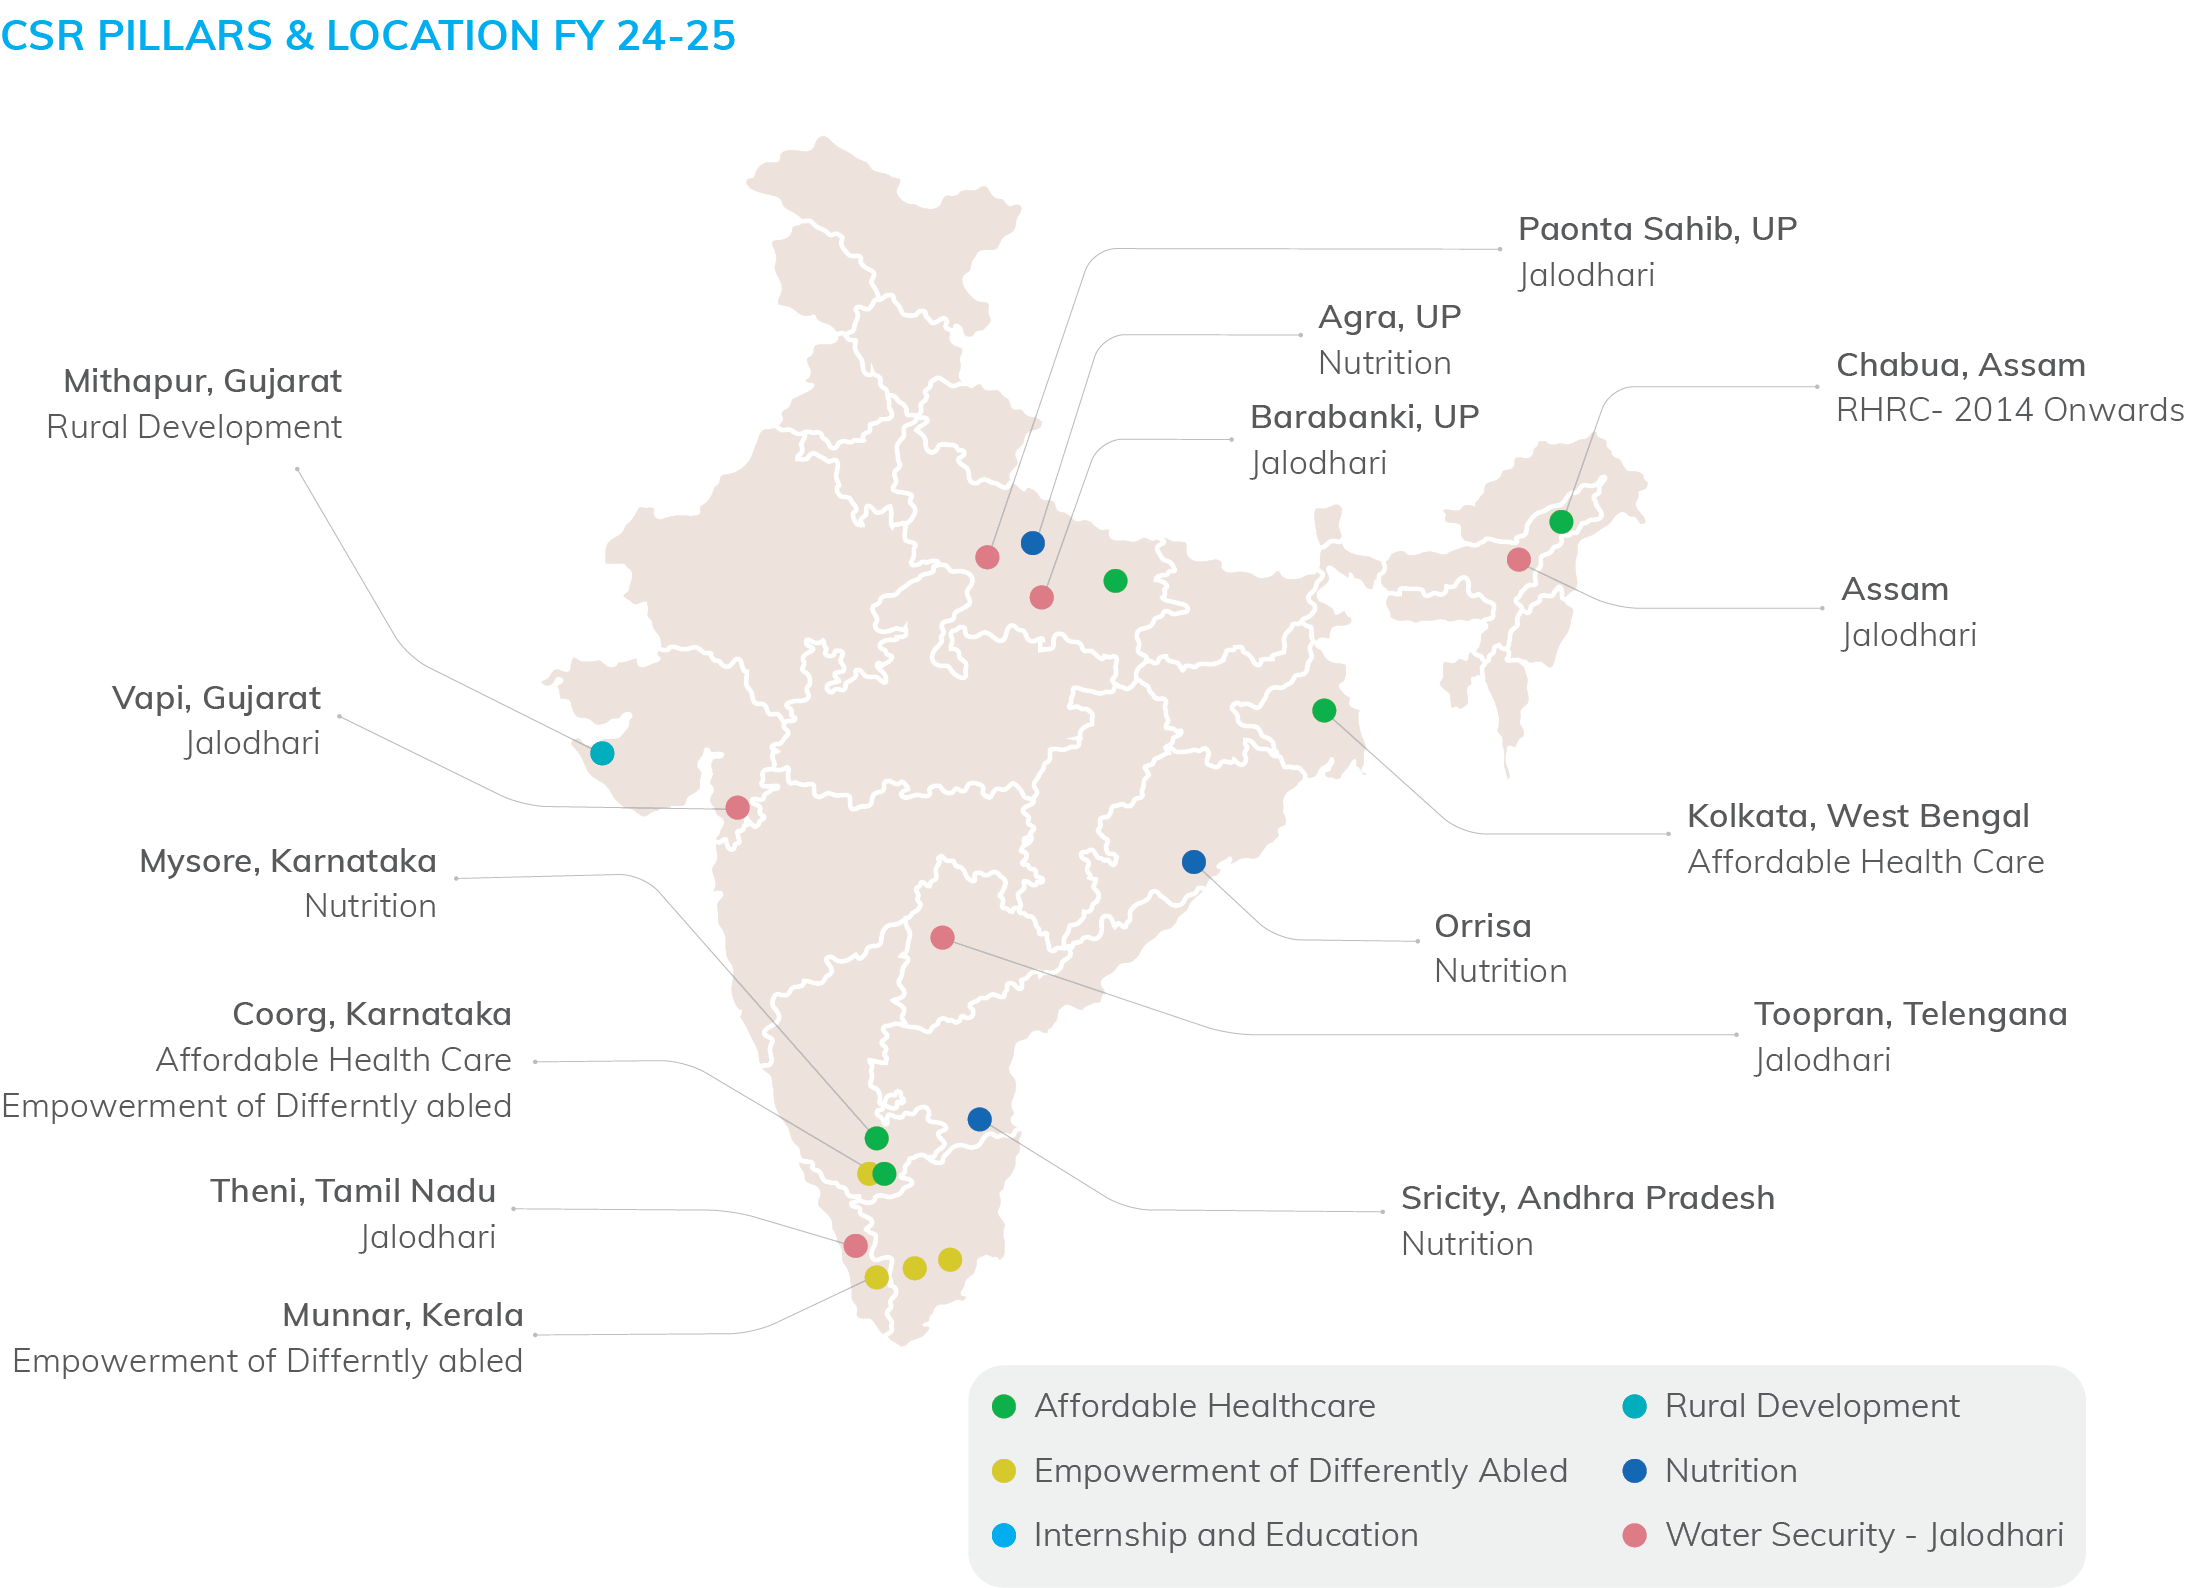 CSR PILLARS & LOCATION FY 24-25
Paonta Sahib, UP
Jalodhari
Agra, UP
Nutrition
Barabanki, UP
Jalodhari
Chabua, Assam
RHRC- 2014 Onwards
Assam
Jalodhari
Kolkata, West Bengal
Affordable Health Care
Orrisa
Nutrition
Toopran, Telengana
Jalodhari
Sricity, Andhra Pradesh
Nutrition
Mithapur, Gujarat
Rural Development
Vapi, Gujarat
Jalodhari
Mysore, Karnataka
Nutrition
Coorg, Karnataka
Affordable Health Care
Empowerment of Differntly abled
Theni, Tamil Nadu
Jalodhari
Munnar, Kerala
Empowerment of Differntly abled
Affordable Healthcare
Empowerment of Differently Abled
Internship and Education
Rural Development
Nutrition
Water Security - Jalodhari